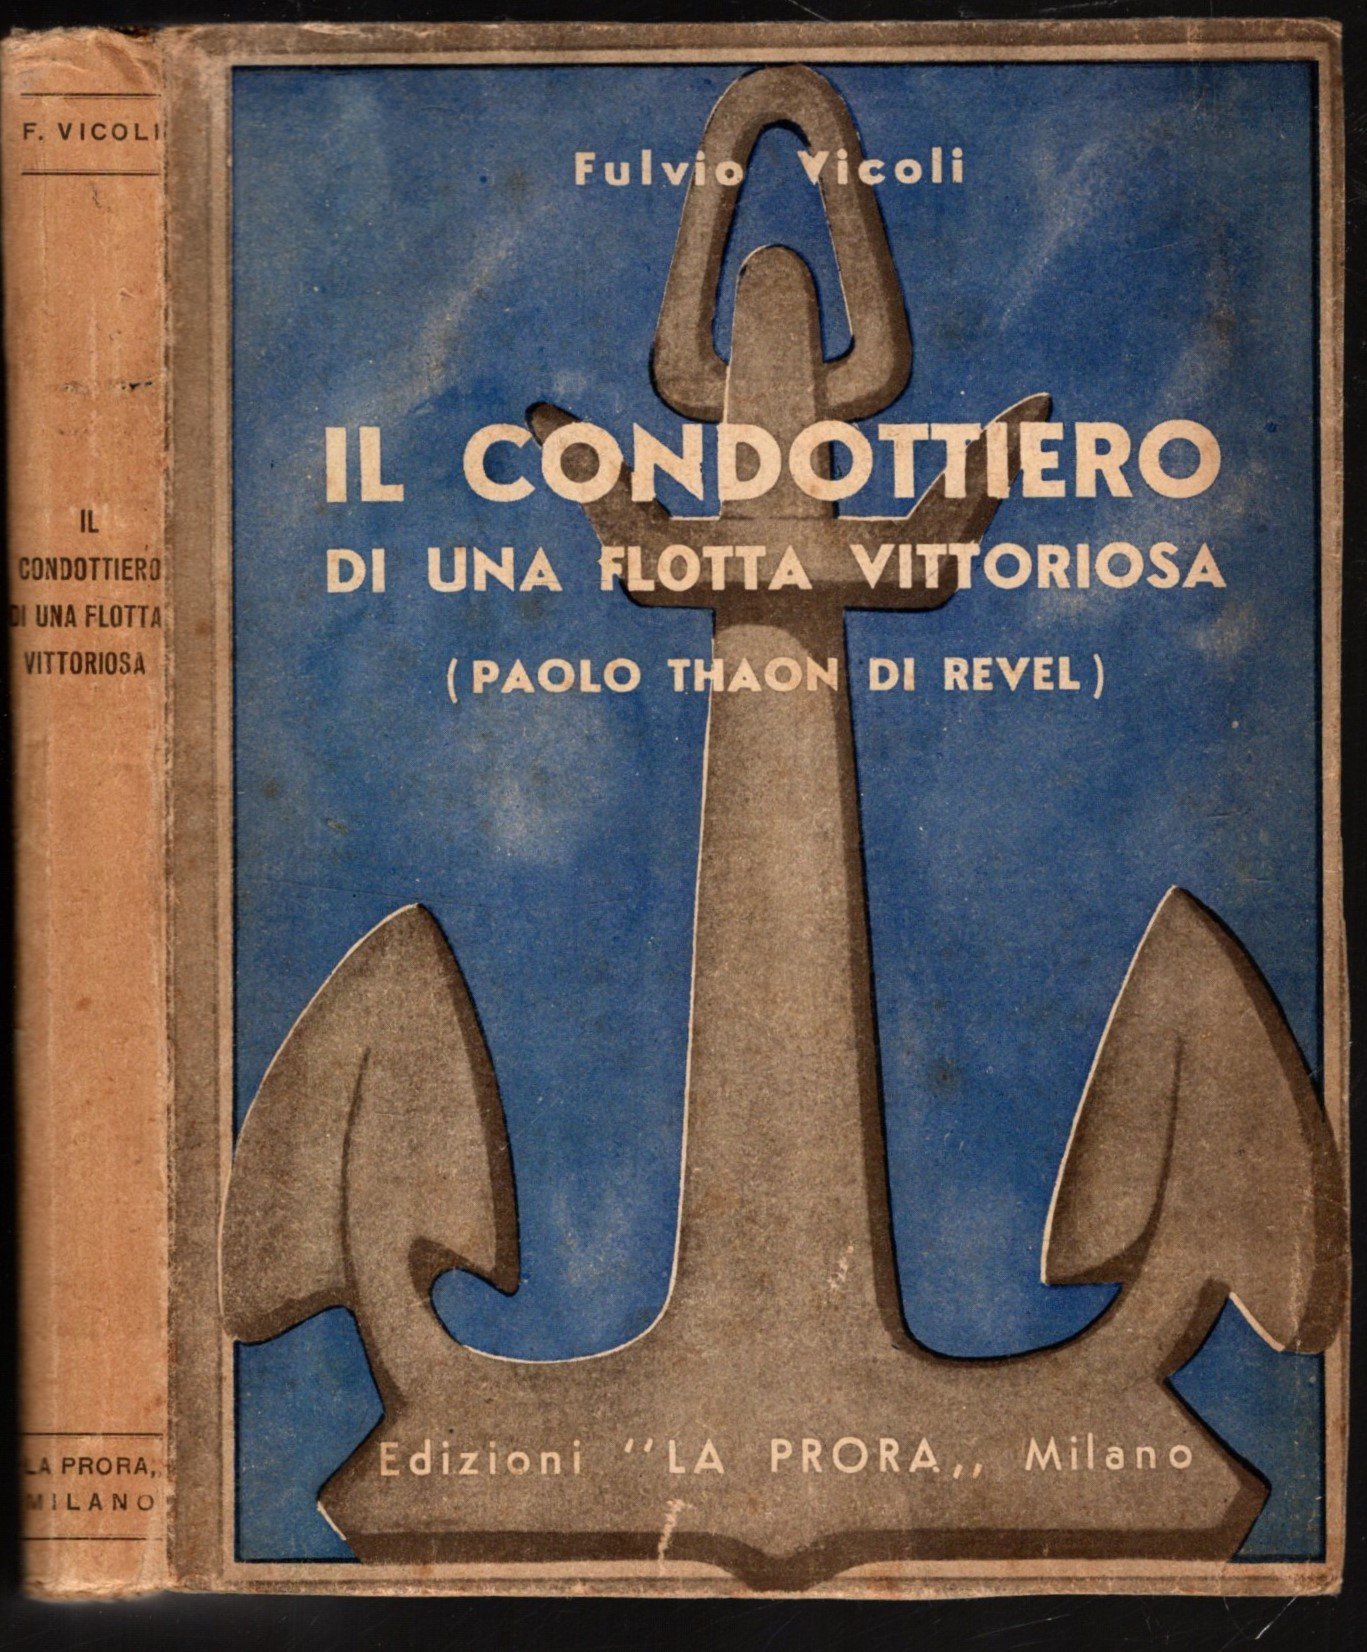 F. VICOLI
IL
CONDOTTIERO
DI UNA FLOTTA
VITTORIOSA
LA PRORA,,
MILANO
Fulvio Vicoli
IL CONDOTTIERO
DI UNA FLOTTA VITTORIOSA
(PAOLO THAON DI REVEL)
Edizioni "LA PRORA,, Milano